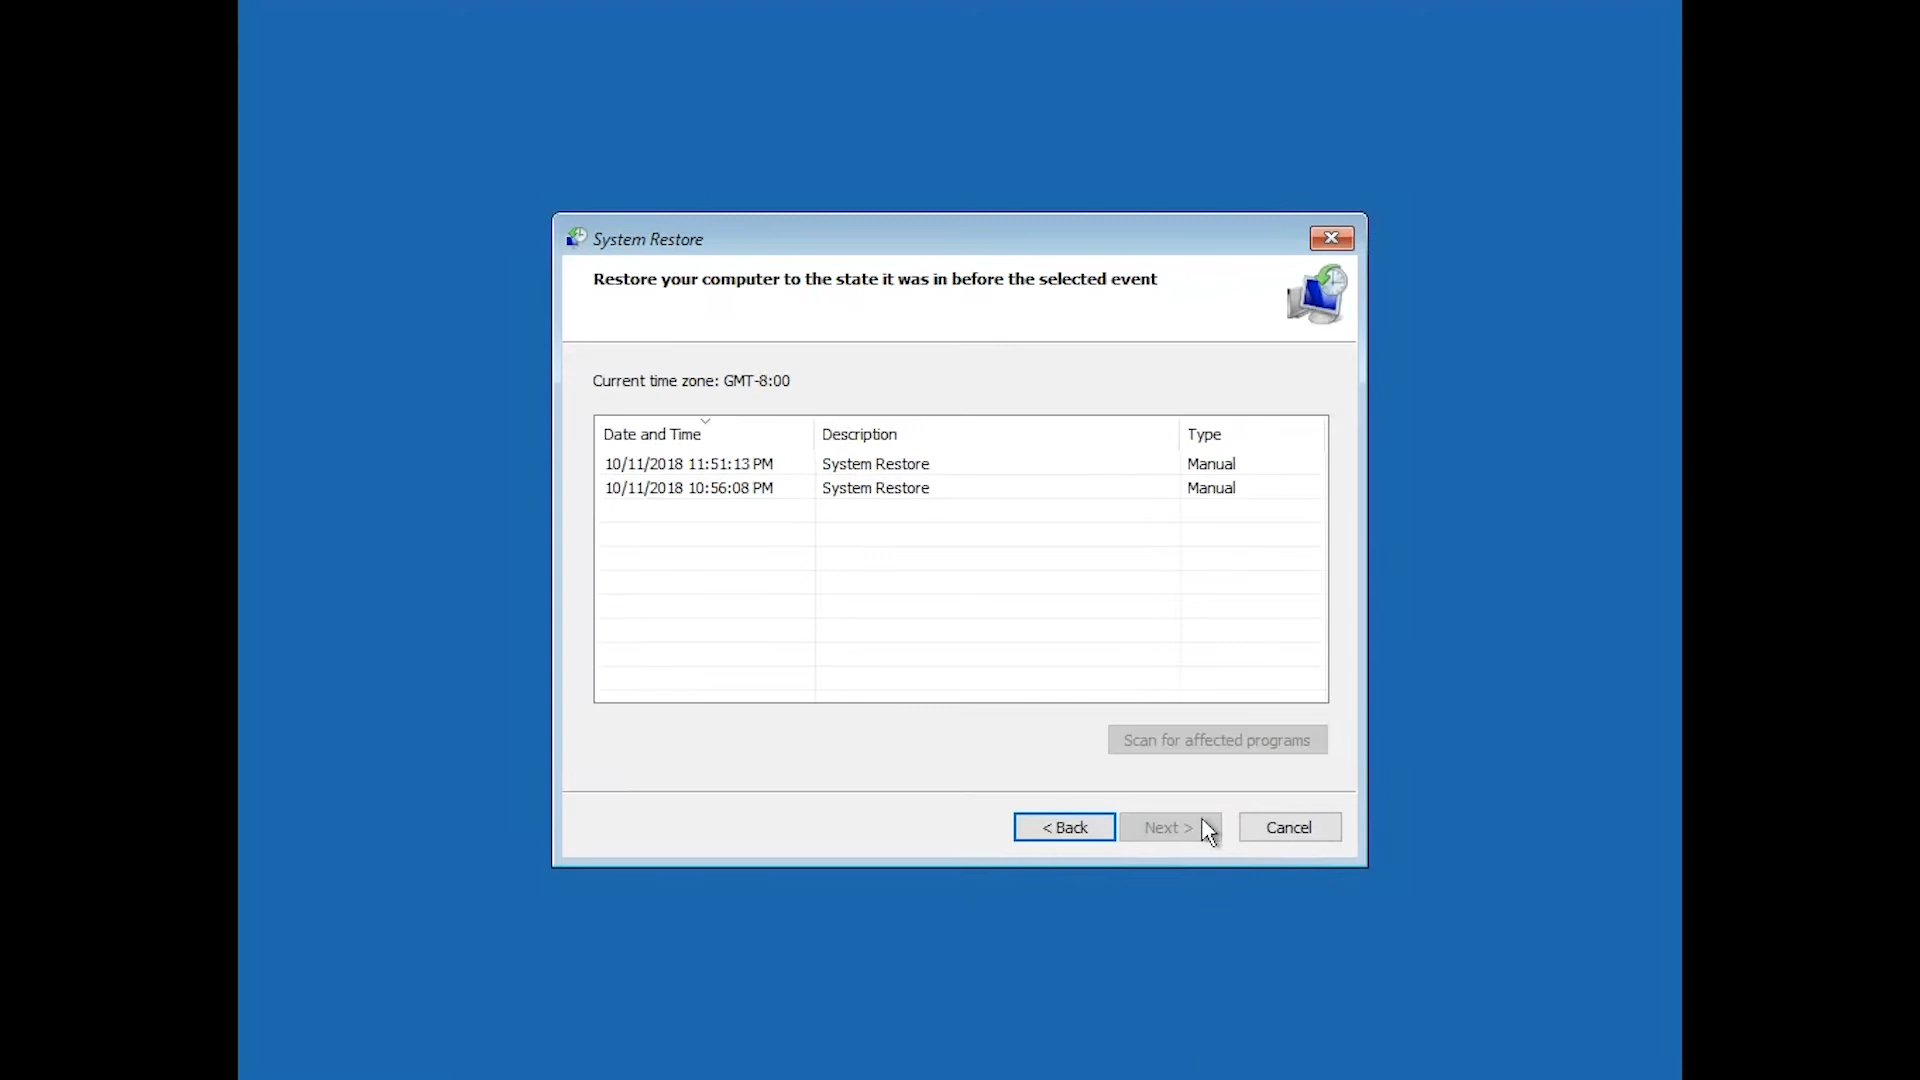 System Restore
Restore your computer to the state it was in before the selected event
Current time zone: GMT-8:00
Date and Time Description Type
10/11/2018 11:51:13 PM System Restore Manual
10/11/2018 10:56:08 PM System Restore Manual
Scan for affected programs
< Back Next > Cancel